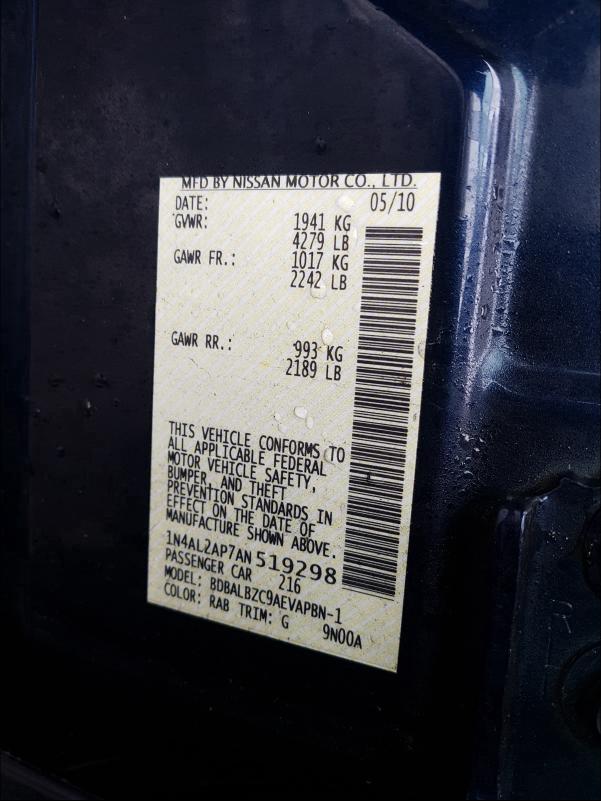 MFD BY NISSAN MOTOR CO., LTD.
DATE: 05/10
GVWR: 1941 KG
4279 LB
GAWR FR.: 1017 KG
2242 LB
GAWR RR.: 993 KG
2189 LB
THIS VEHICLE CONFORMS TO
ALL APPLICABLE FEDERAL
MOTOR VEHICLE SAFETY,
BUMPER, AND THEFT
PREVENTION STANDARDS IN
EFFECT ON THE DATE OF
MANUFACTURE SHOWN ABOVE.
1N4AL2AP7AN519298
PASSENGER CAR 216
MODEL: BDBALBZC9AEVAPBN-1
COLOR: RAB TRIM: G 9N00A